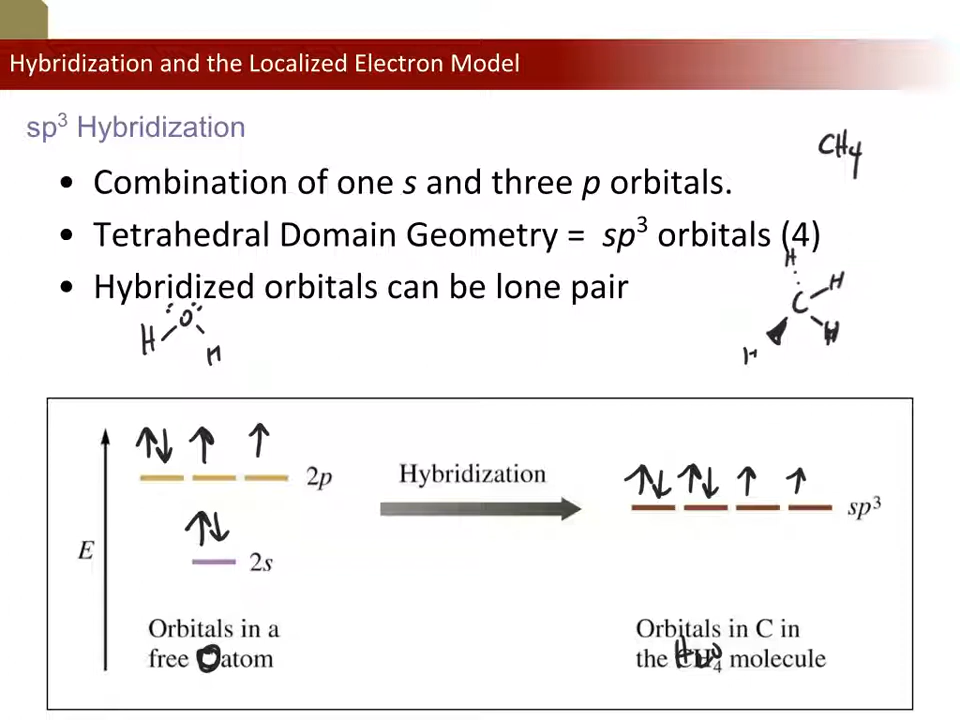 Hybridization and the Localized Electron Model
sp³ Hybridization
CH4
• Combination of one s and three p orbitals.
• Tetrahedral Domain Geometry = sp³ orbitals (4)
• Hybridized orbitals can be lone pair
H O H
H
C H
H H
2p
Hybridization
sp³
E
2s
Orbitals in a
free O atom
Orbitals in C in
the molecule